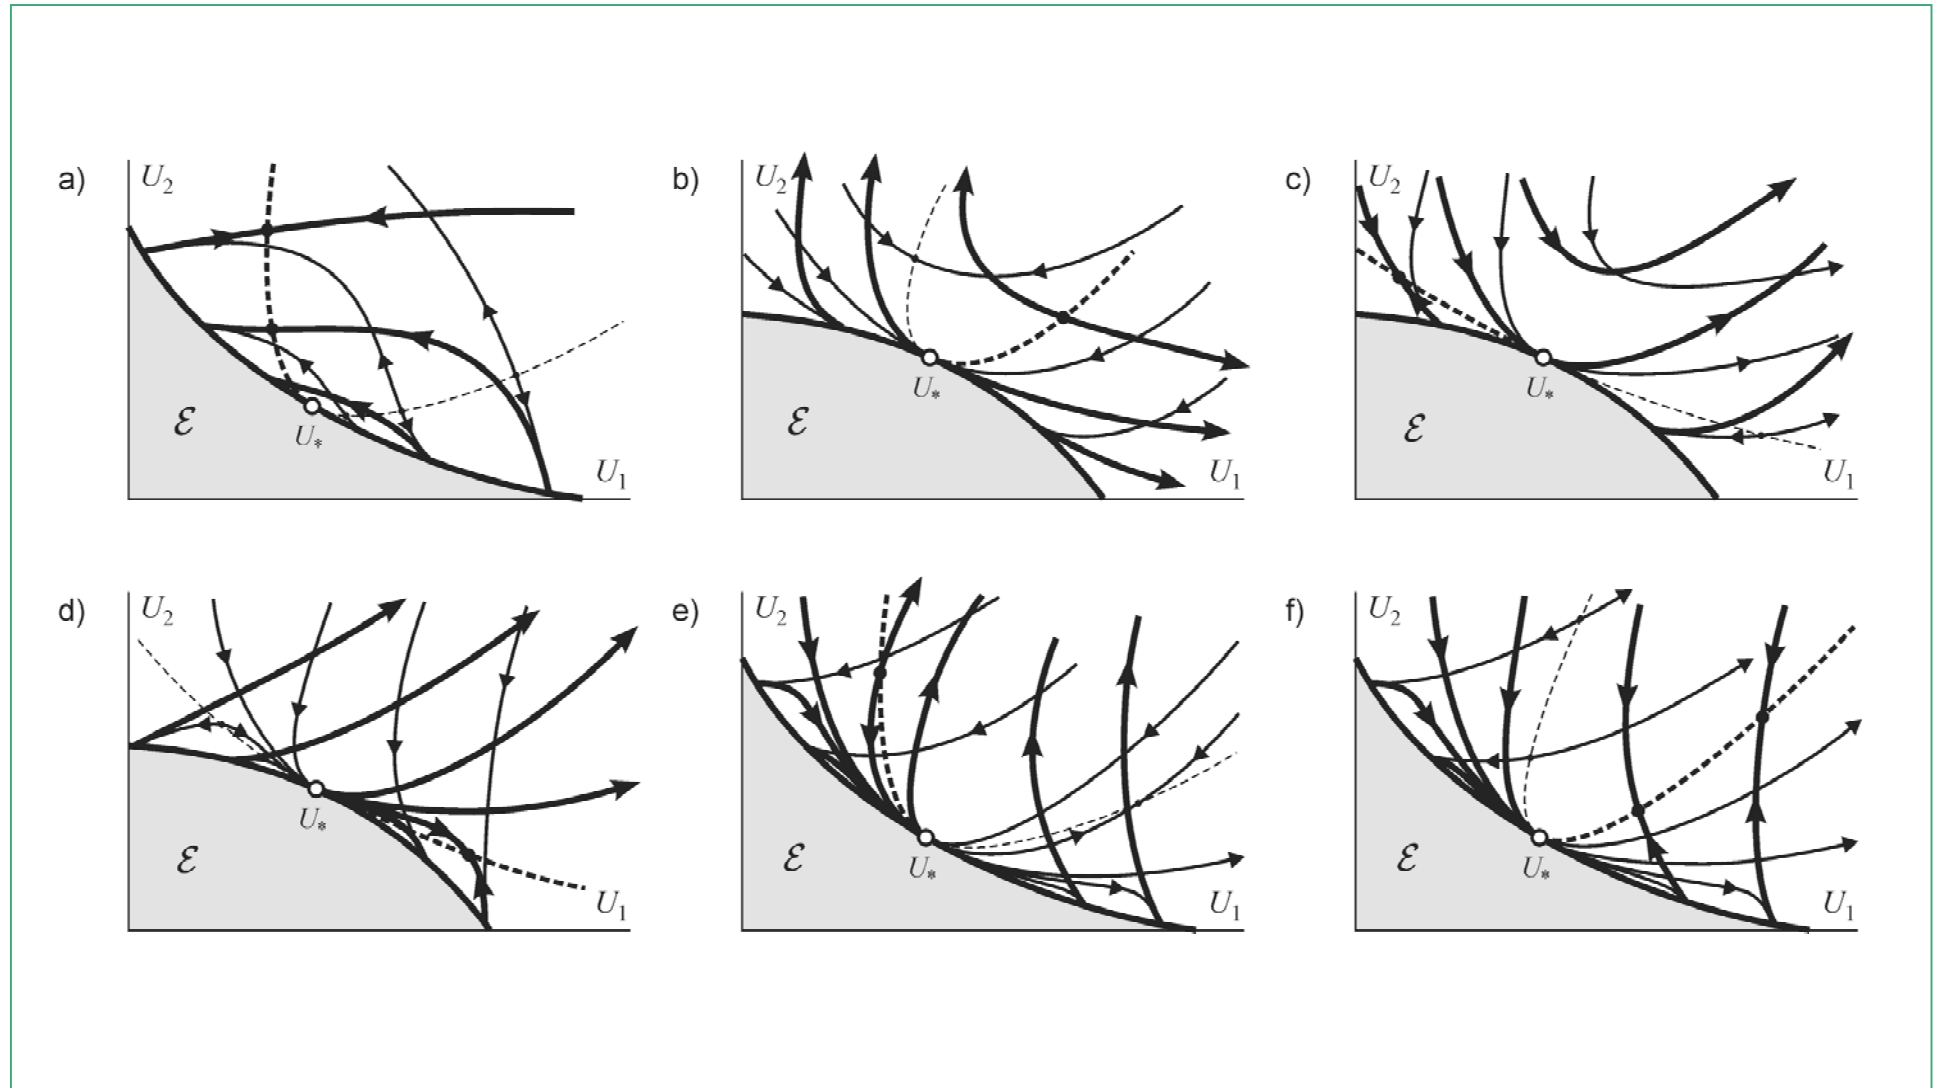 a)
U₂
ℰ
U*
U₁
b)
U₂
ℰ
U*
U₁
c)
U₂
ℰ
U*
U₁
d)
U₂
ℰ
U*
U₁
e)
U₂
ℰ
U*
U₁
f)
U₂
ℰ
U*
U₁